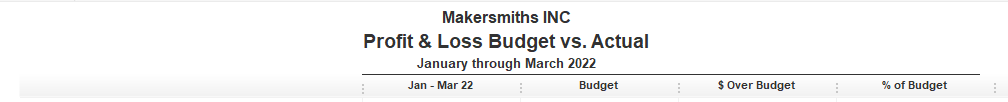 Makersmiths INC
Profit & Loss Budget vs. Actual
January through March 2022
Jan - Mar 22 Budget $ Over Budget % of Budget